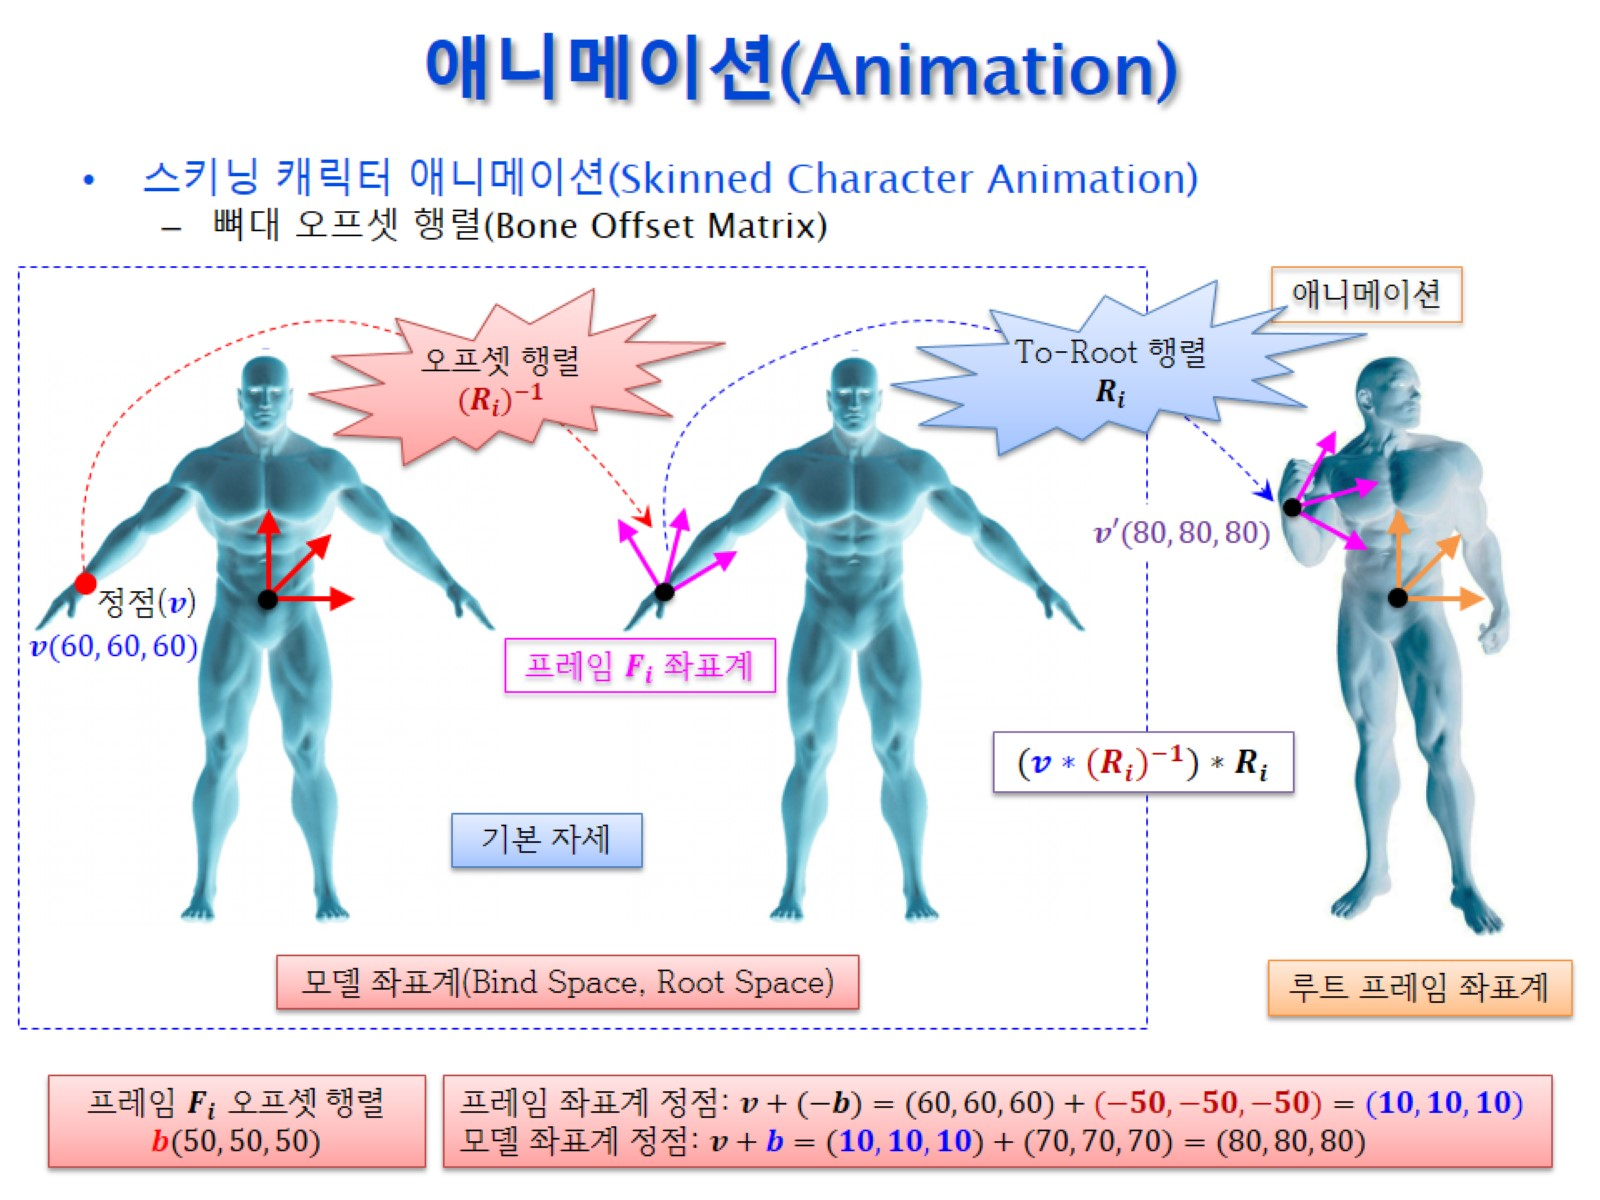 애니메이션(Animation)
• 스키닝 캐릭터 애니메이션(Skinned Character Animation)
– 뼈대 오프셋 행렬(Bone Offset Matrix)
애니메이션
오프셋 행렬
(Rᵢ)⁻¹
To-Root 행렬
Rᵢ
v′(80, 80, 80)
정점(v)
v(60, 60, 60)
프레임 Fᵢ 좌표계
(v * (Rᵢ)⁻¹) * Rᵢ
기본 자세
모델 좌표계(Bind Space, Root Space)
루트 프레임 좌표계
프레임 Fᵢ 오프셋 행렬
b(50, 50, 50)
프레임 좌표계 정점: v + (−b) = (60, 60, 60) + (−50, −50, −50) = (10, 10, 10)
모델 좌표계 정점: v + b = (10, 10, 10) + (70, 70, 70) = (80, 80, 80)